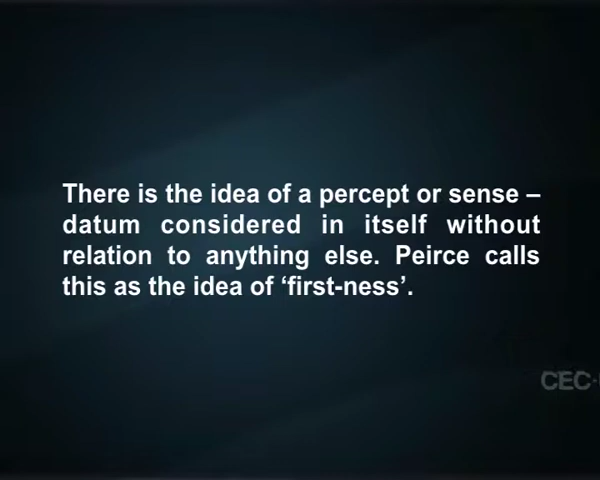 There is the idea of a percept or sense –
datum considered in itself without
relation to anything else. Peirce calls
this as the idea of ‘first-ness’.
CEC-